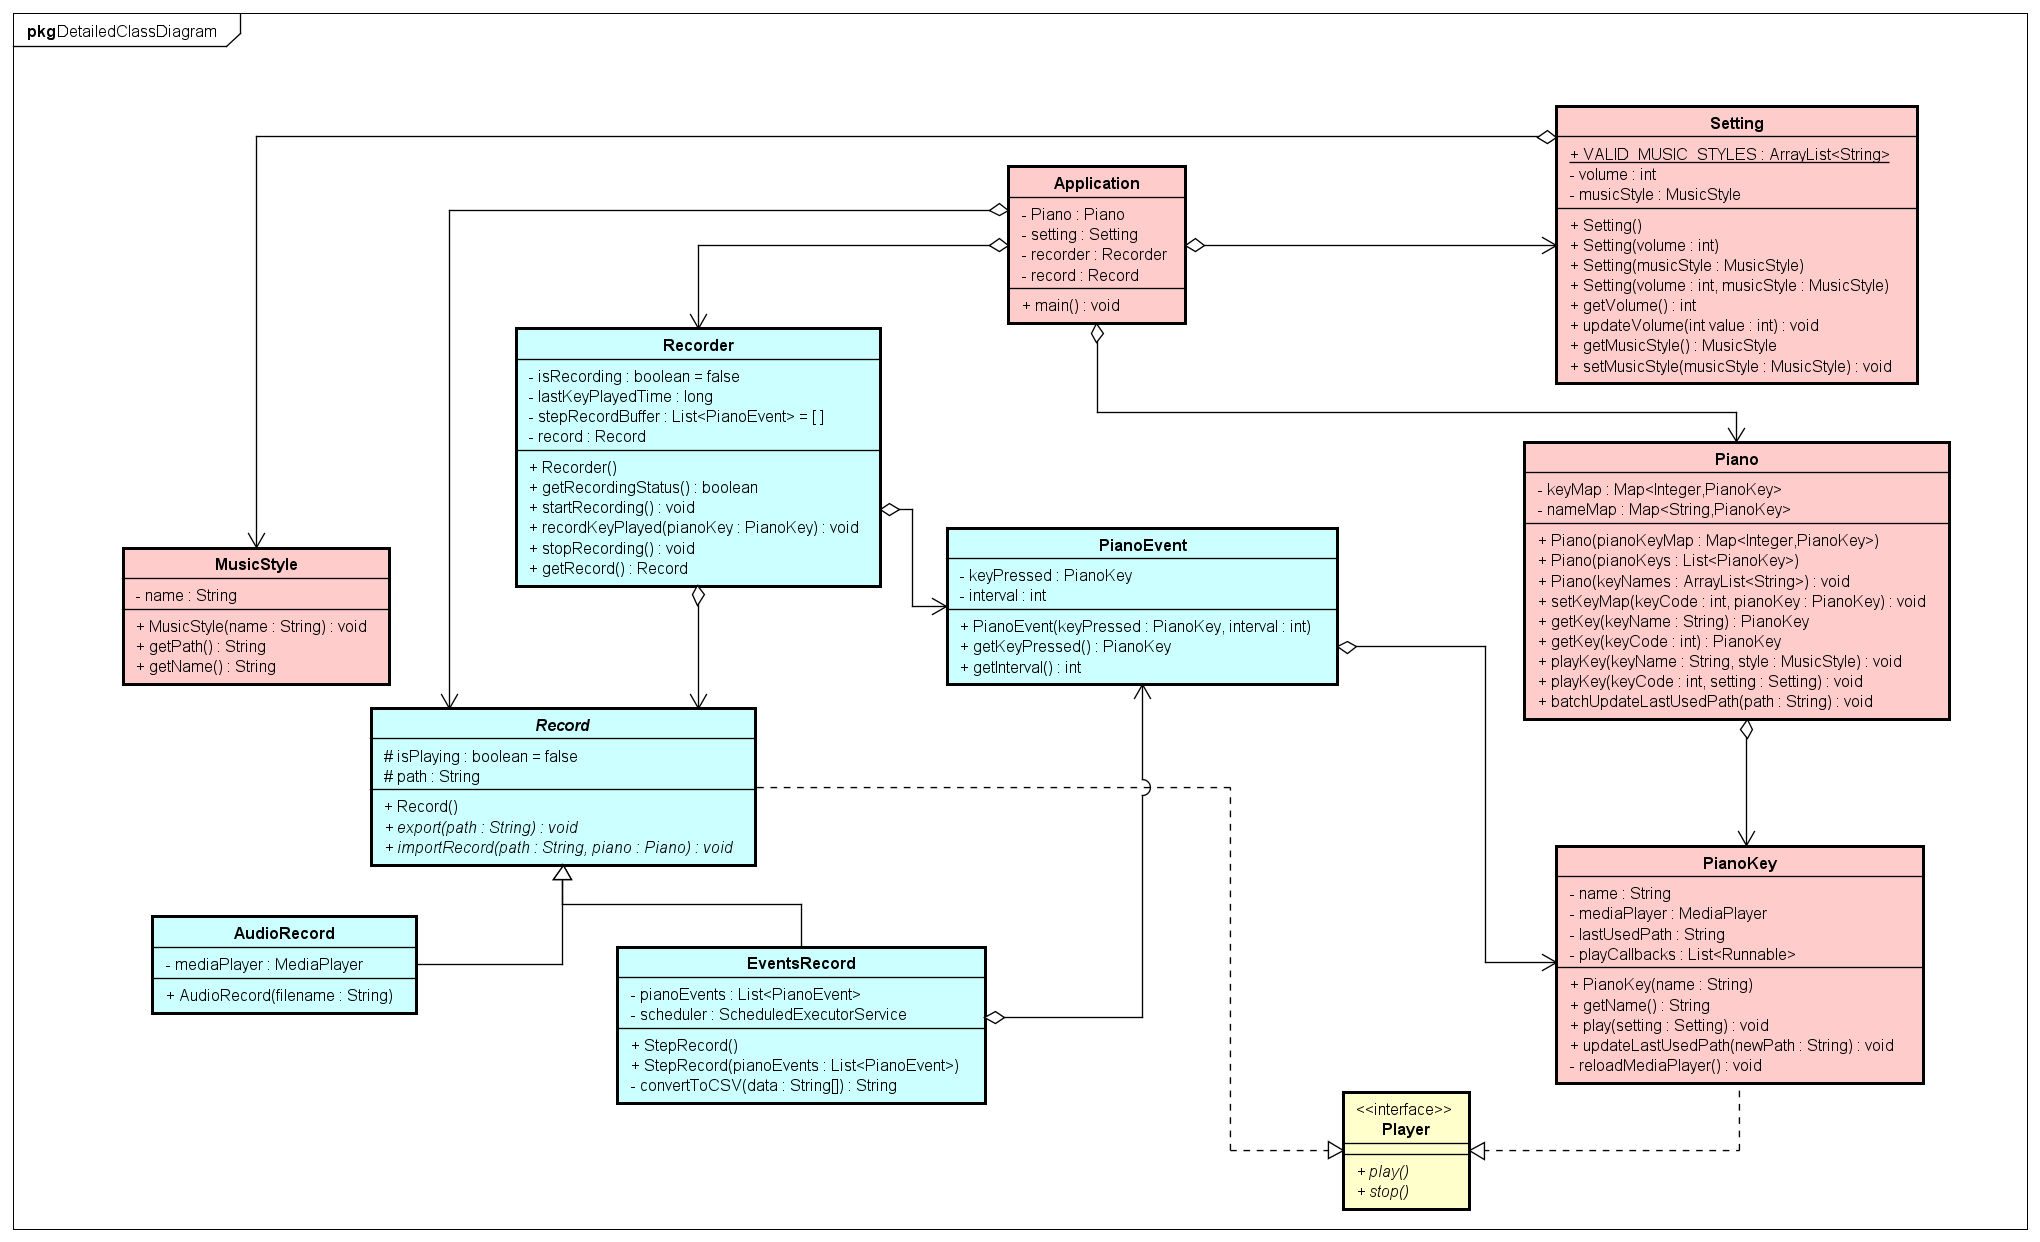 pkg DetailedClassDiagram
Setting
+ VALID_MUSIC_STYLES : ArrayList<String>
- volume : int
- musicStyle : MusicStyle
+ Setting()
+ Setting(volume : int)
+ Setting(musicStyle : MusicStyle)
+ Setting(volume : int, musicStyle : MusicStyle)
+ getVolume() : int
+ updateVolume(int value : int) : void
+ getMusicStyle() : MusicStyle
+ setMusicStyle(musicStyle : MusicStyle) : void
Application
- Piano : Piano
- setting : Setting
- recorder : Recorder
- record : Record
+ main() : void
Recorder
- isRecording : boolean = false
- lastKeyPlayedTime : long
- stepRecordBuffer : List<PianoEvent> = [ ]
- record : Record
+ Recorder()
+ getRecordingStatus() : boolean
+ startRecording() : void
+ recordKeyPlayed(pianoKey : PianoKey) : void
+ stopRecording() : void
+ getRecord() : Record
Piano
- keyMap : Map<Integer,PianoKey>
- nameMap : Map<String,PianoKey>
+ Piano(pianoKeyMap : Map<Integer,PianoKey>)
+ Piano(pianoKeys : List<PianoKey>)
+ Piano(keyNames : ArrayList<String>) : void
+ setKeyMap(keyCode : int, pianoKey : PianoKey) : void
+ getKey(keyName : String) : PianoKey
+ getKey(keyCode : int) : PianoKey
+ playKey(keyName : String, style : MusicStyle) : void
+ playKey(keyCode : int, setting : Setting) : void
+ batchUpdateLastUsedPath(path : String) : void
MusicStyle
- name : String
+ MusicStyle(name : String) : void
+ getPath() : String
+ getName() : String
PianoEvent
- keyPressed : PianoKey
- interval : int
+ PianoEvent(keyPressed : PianoKey, interval : int)
+ getKeyPressed() : PianoKey
+ getInterval() : int
Record
# isPlaying : boolean = false
# path : String
+ Record()
+ export(path : String) : void
+ importRecord(path : String, piano : Piano) : void
AudioRecord
- mediaPlayer : MediaPlayer
+ AudioRecord(filename : String)
EventsRecord
- pianoEvents : List<PianoEvent>
- scheduler : ScheduledExecutorService
+ StepRecord()
+ StepRecord(pianoEvents : List<PianoEvent>)
- convertToCSV(data : String[]) : String
PianoKey
- name : String
- mediaPlayer : MediaPlayer
- lastUsedPath : String
- playCallbacks : List<Runnable>
+ PianoKey(name : String)
+ getName() : String
+ play(setting : Setting) : void
+ updateLastUsedPath(newPath : String) : void
- reloadMediaPlayer() : void
<<interface>>
Player
+ play()
+ stop()